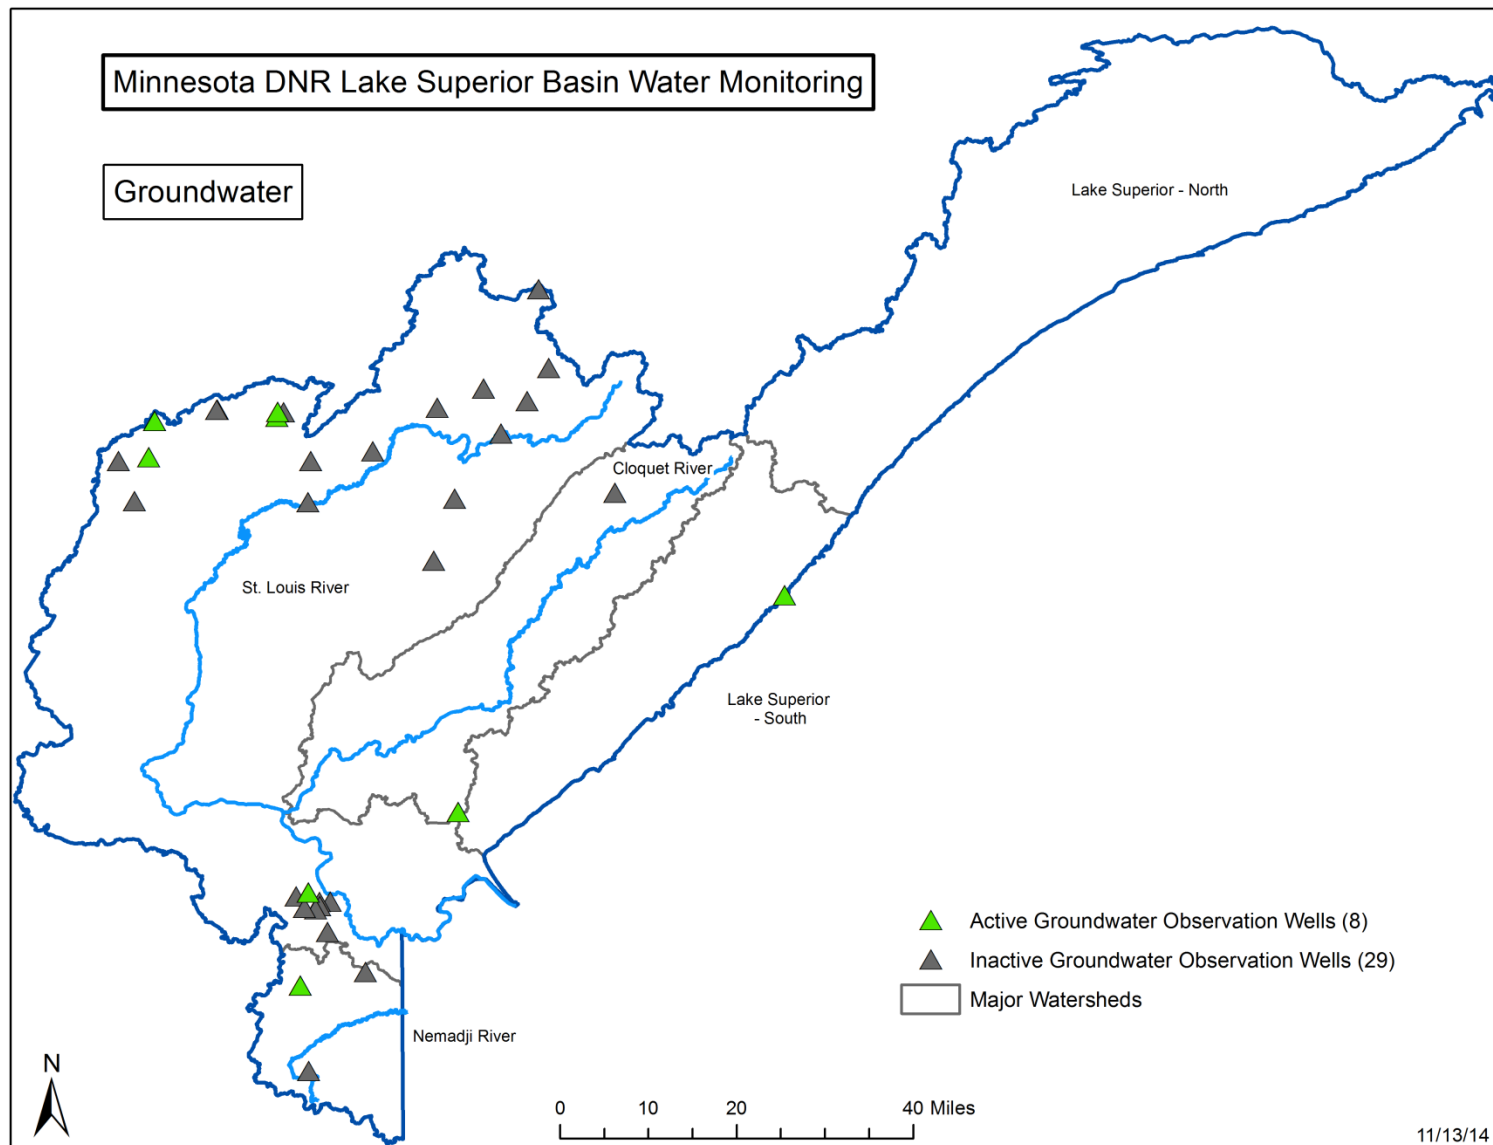 Minnesota DNR Lake Superior Basin Water Monitoring
Groundwater
Lake Superior - North
Cloquet River
St. Louis River
Lake Superior
- South
Active Groundwater Observation Wells (8)
Inactive Groundwater Observation Wells (29)
Major Watersheds
Nemadji River
N
0 10 20 40 Miles
11/13/14